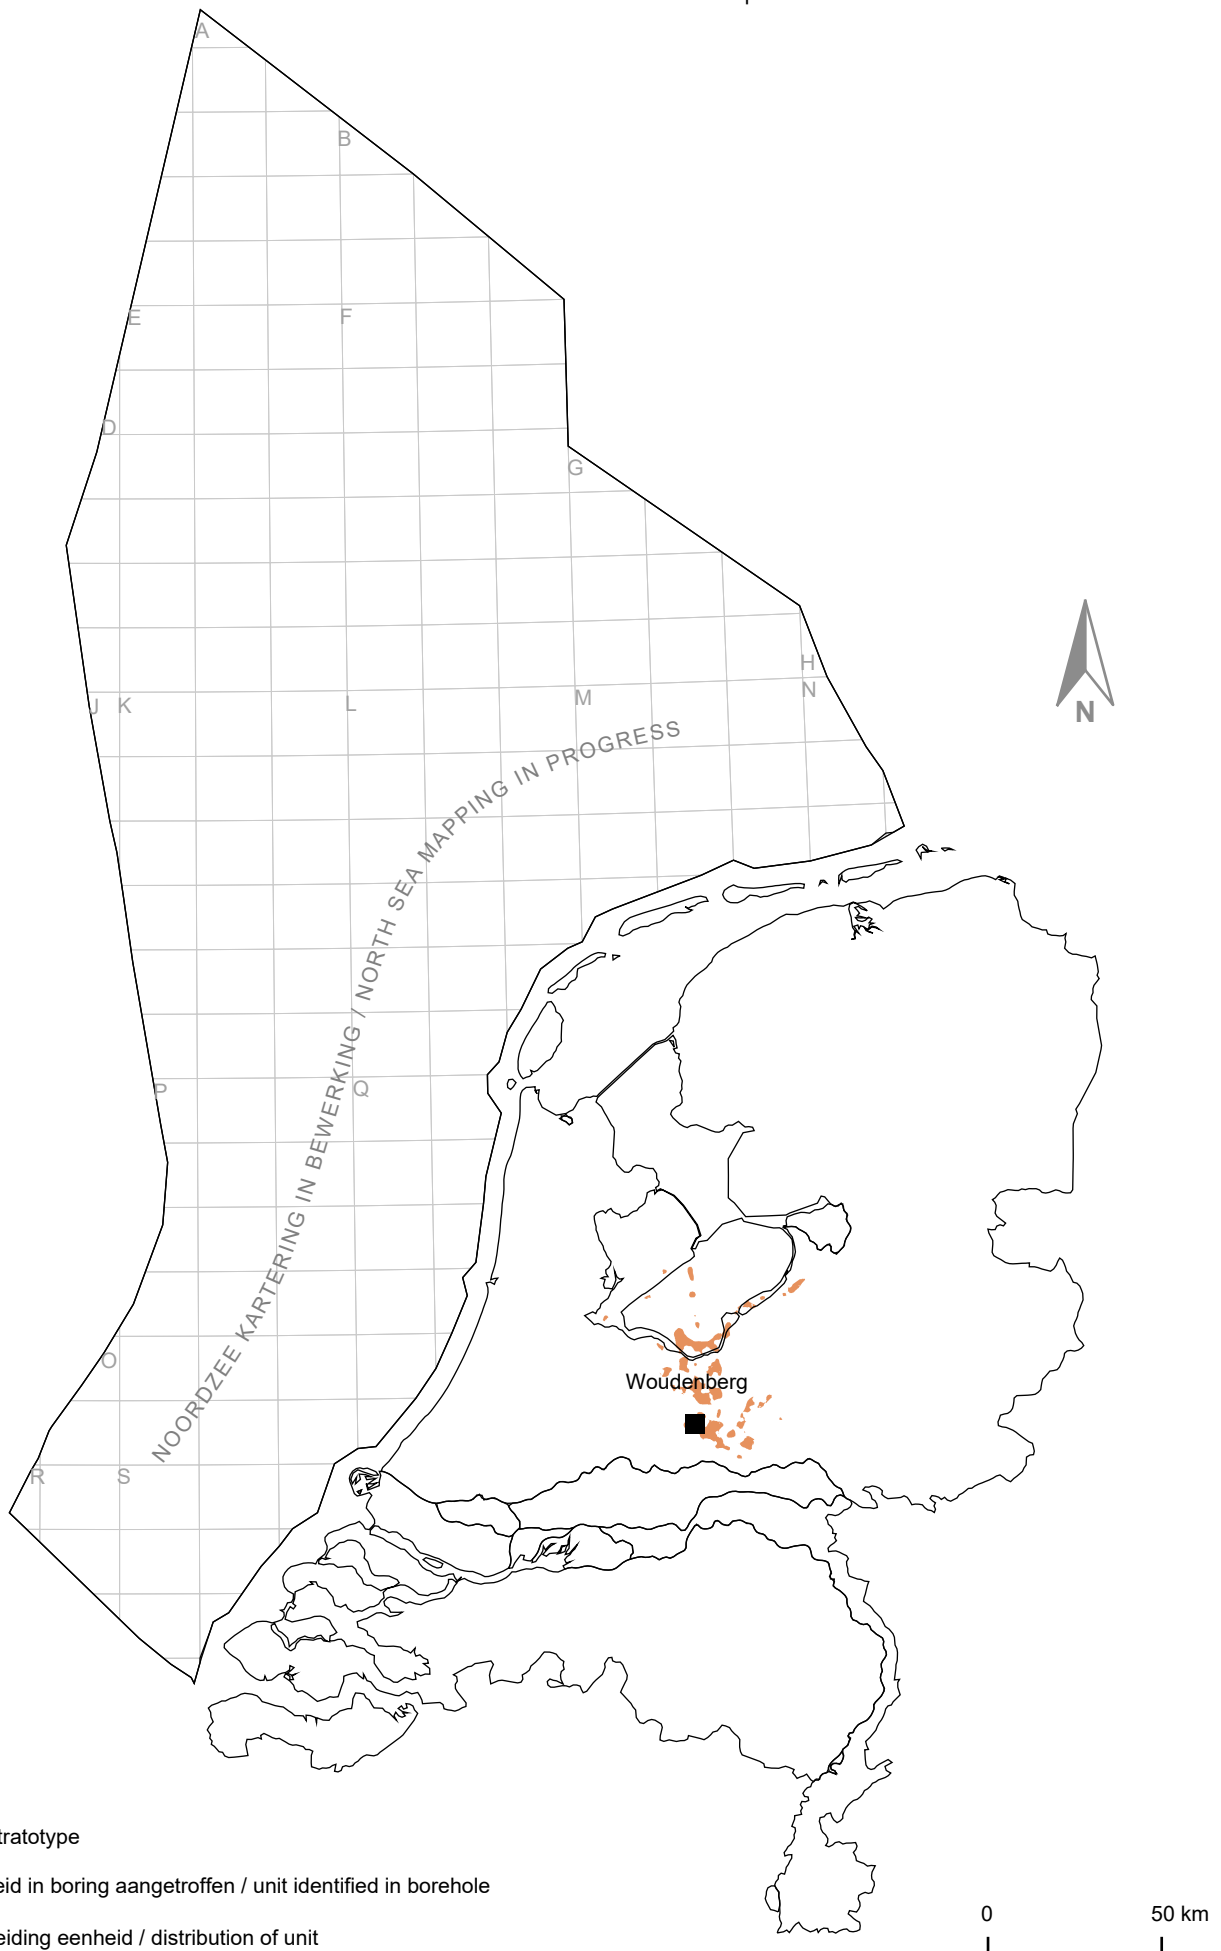 A
B
E
F
D
G
H
J K
L
M
N
N
NOORDZEE KARTERING IN BEWERKING / NORTH SEA MAPPING IN PROGRESS
P
Q
O
Woudenberg
R
S
tratotype
eid in boring aangetroffen / unit identified in borehole
eiding eenheid / distribution of unit
0
50 km